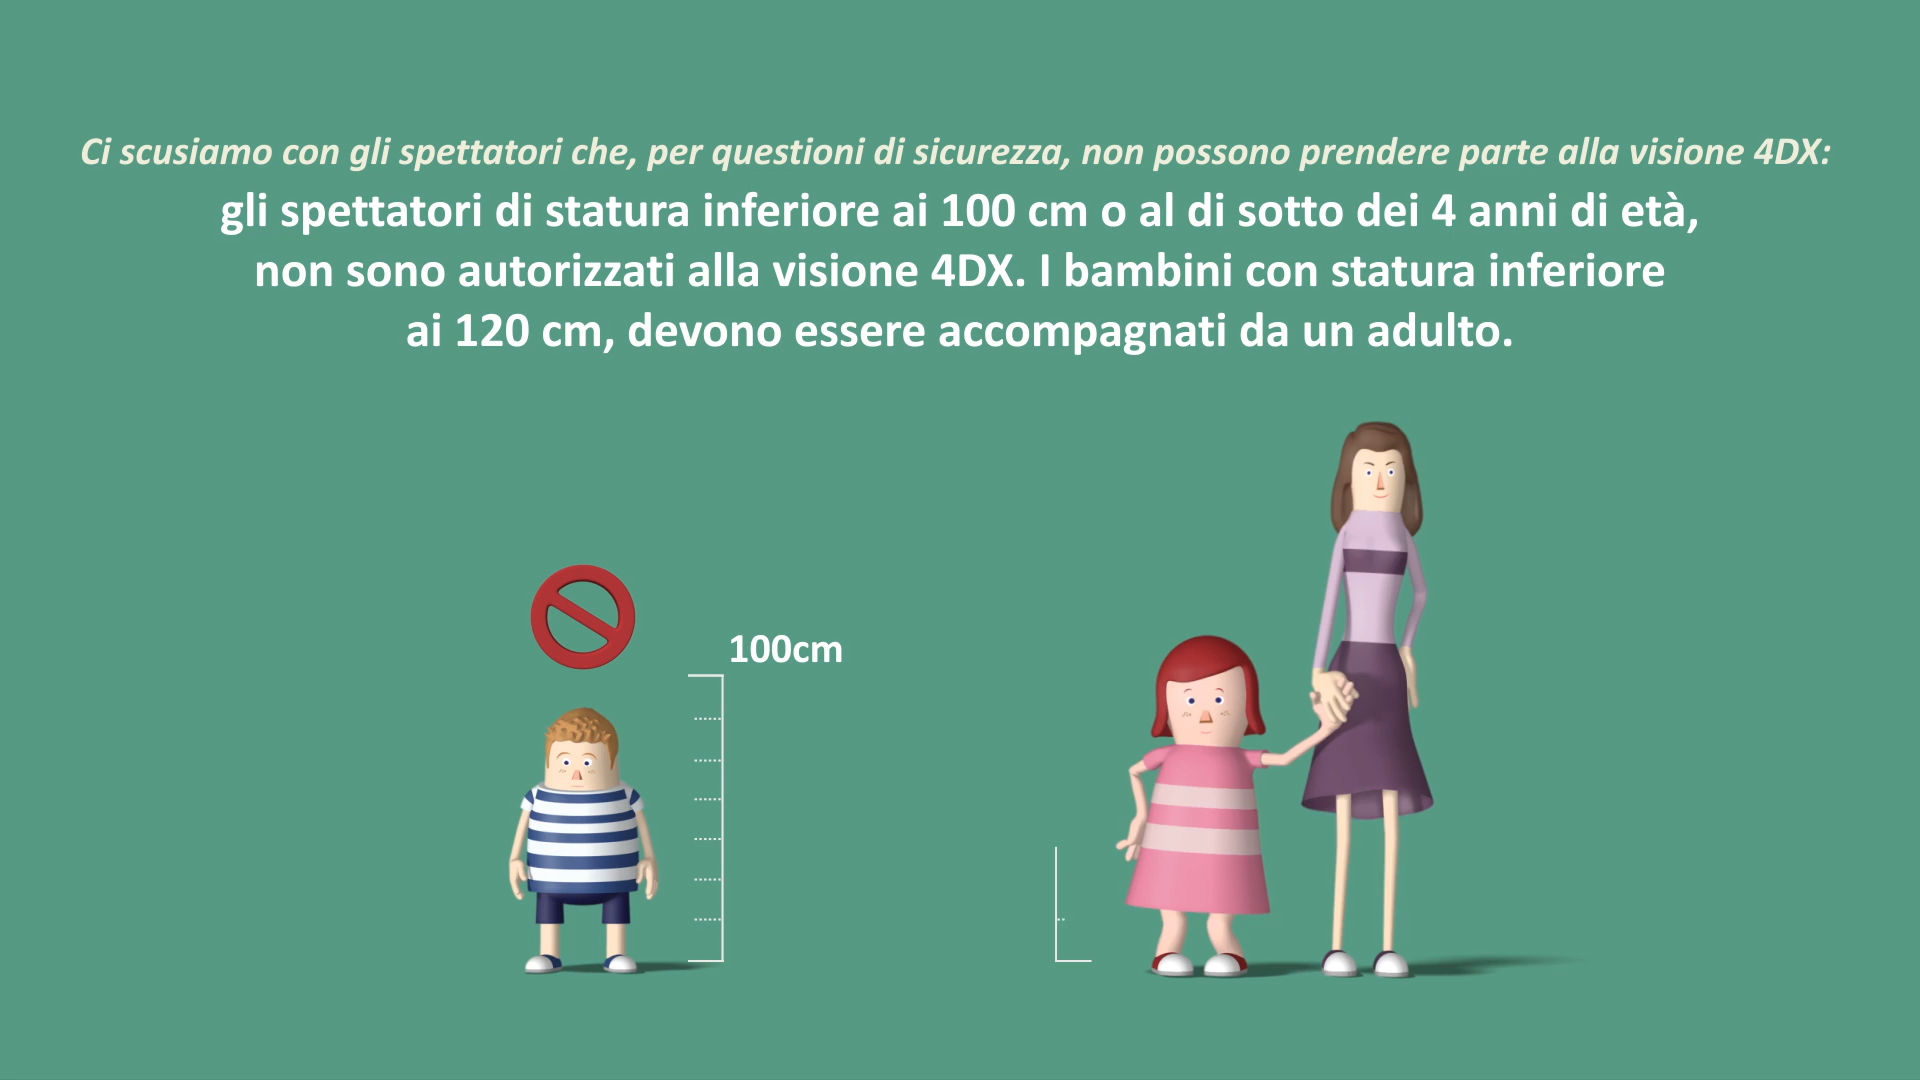 Ci scusiamo con gli spettatori che, per questioni di sicurezza, non possono prendere parte alla visione 4DX:
gli spettatori di statura inferiore ai 100 cm o al di sotto dei 4 anni di età,
non sono autorizzati alla visione 4DX. I bambini con statura inferiore
ai 120 cm, devono essere accompagnati da un adulto.
100cm